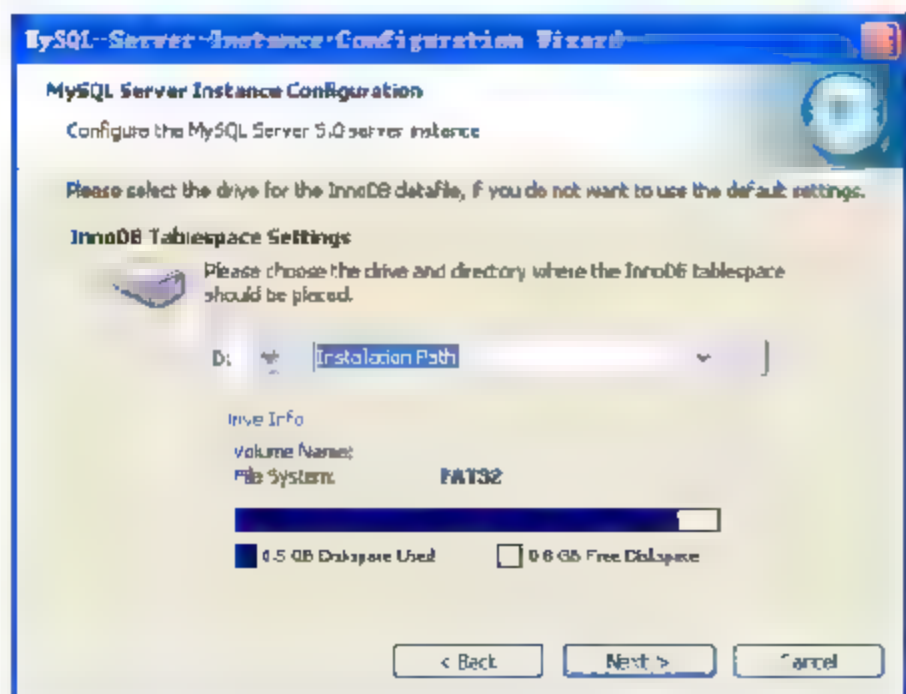 MySQL Server Instance Configuration Wizard
MySQL Server Instance Configuration
Configure the MySQL Server 5.0 server instance
Please select the drive for the InnoDB datafile, if you do not want to use the default settings.
InnoDB Tablespace Settings
Please choose the drive and directory where the InnoDB tablespace
should be placed.
D: Installation Path
Drive Info
Volume Name:
File System: FAT32
GB Diskspace Used GB Free Diskspace
< Back Next > Cancel